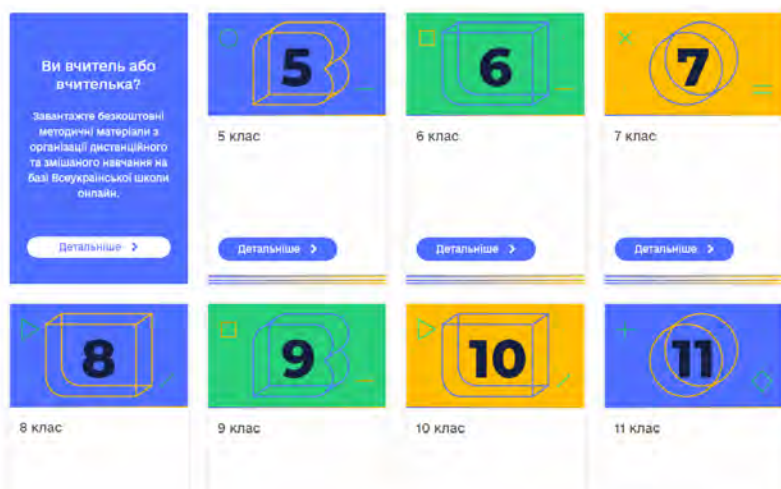 Ви вчитель або
вчителька?
Завантажте безкоштовні
методичні матеріали з
організації дистанційного
та змішаного навчання на
базі Всеукраїнської школи
онлайн.
Детальніше
5
5 клас
Детальніше
6
6 клас
Детальніше
7
7 клас
Детальніше
8
8 клас
9
9 клас
10
10 клас
11
11 клас